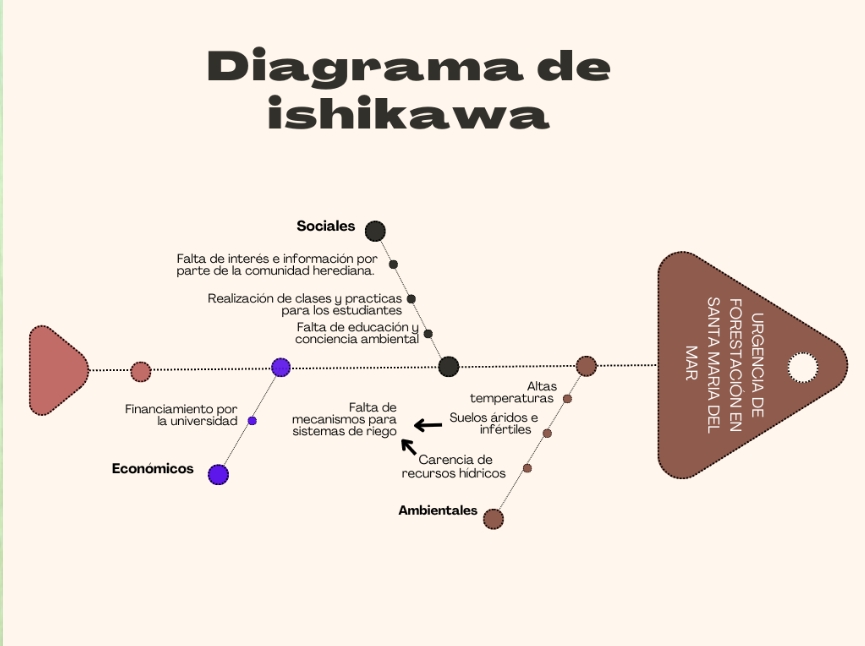 Diagrama de
ishikawa
Sociales
Falta de interés e información por
parte de la comunidad herediana.
Realización de clases y practicas
para los estudiantes
Falta de educación y
conciencia ambiental
Financiamiento por
la universidad
Económicos
Falta de
mecanismos para
sistemas de riego
Altas
temperaturas
Suelos áridos e
infértiles
Carencia de
recursos hídricos
Ambientales
URGENCIA DE
FORESTACIÓN EN
SANTA MARIA DEL
MAR